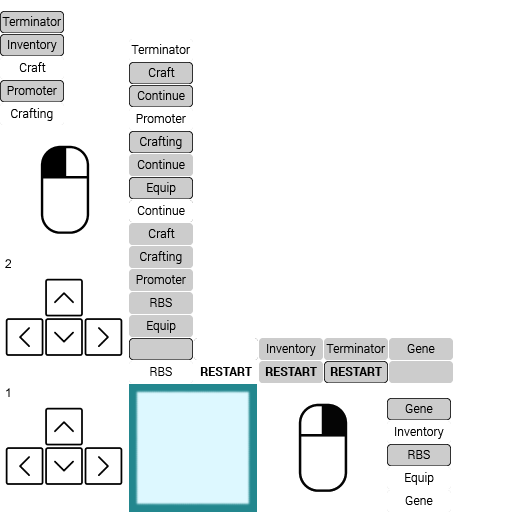 Terminator
Inventory
Craft
Promoter
Crafting
Terminator
Craft
Continue
Promoter
Crafting
Continue
Equip
Continue
Craft
Crafting
Promoter
RBS
Equip
2
Inventory Terminator Gene
RBS RESTART RESTART RESTART
1
Gene
Inventory
RBS
Equip
Gene